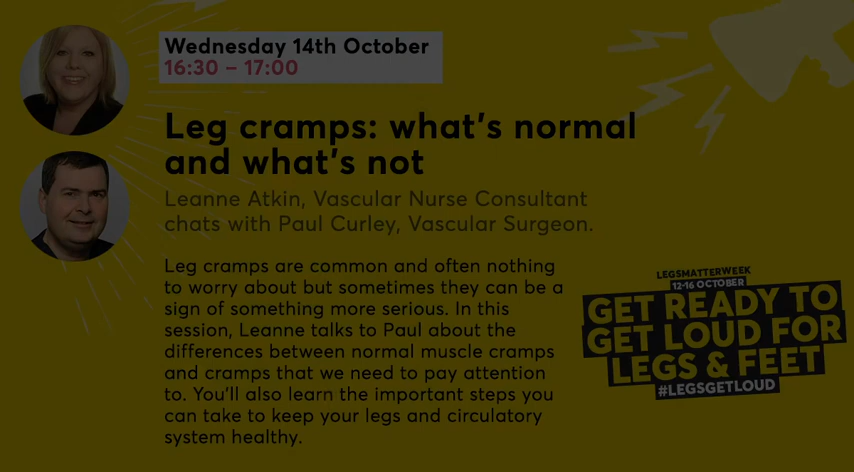 Wednesday 14th October
16:30 – 17:00
Leg cramps: what's normal
and what's not
Leanne Atkin, Vascular Nurse Consultant
chats with Paul Curley, Vascular Surgeon.
Leg cramps are common and often nothing
to worry about but sometimes they can be a
sign of something more serious. In this
session, Leanne talks to Paul about the
differences between normal muscle cramps
and cramps that we need to pay attention
to. You'll also learn the important steps you
can take to keep your legs and circulatory
system healthy.
LEGSMATTERWEEK
12-16 OCTOBER
GET READY TO
GET LOUD FOR
LEGS & FEET
#LEGSGETLOUD